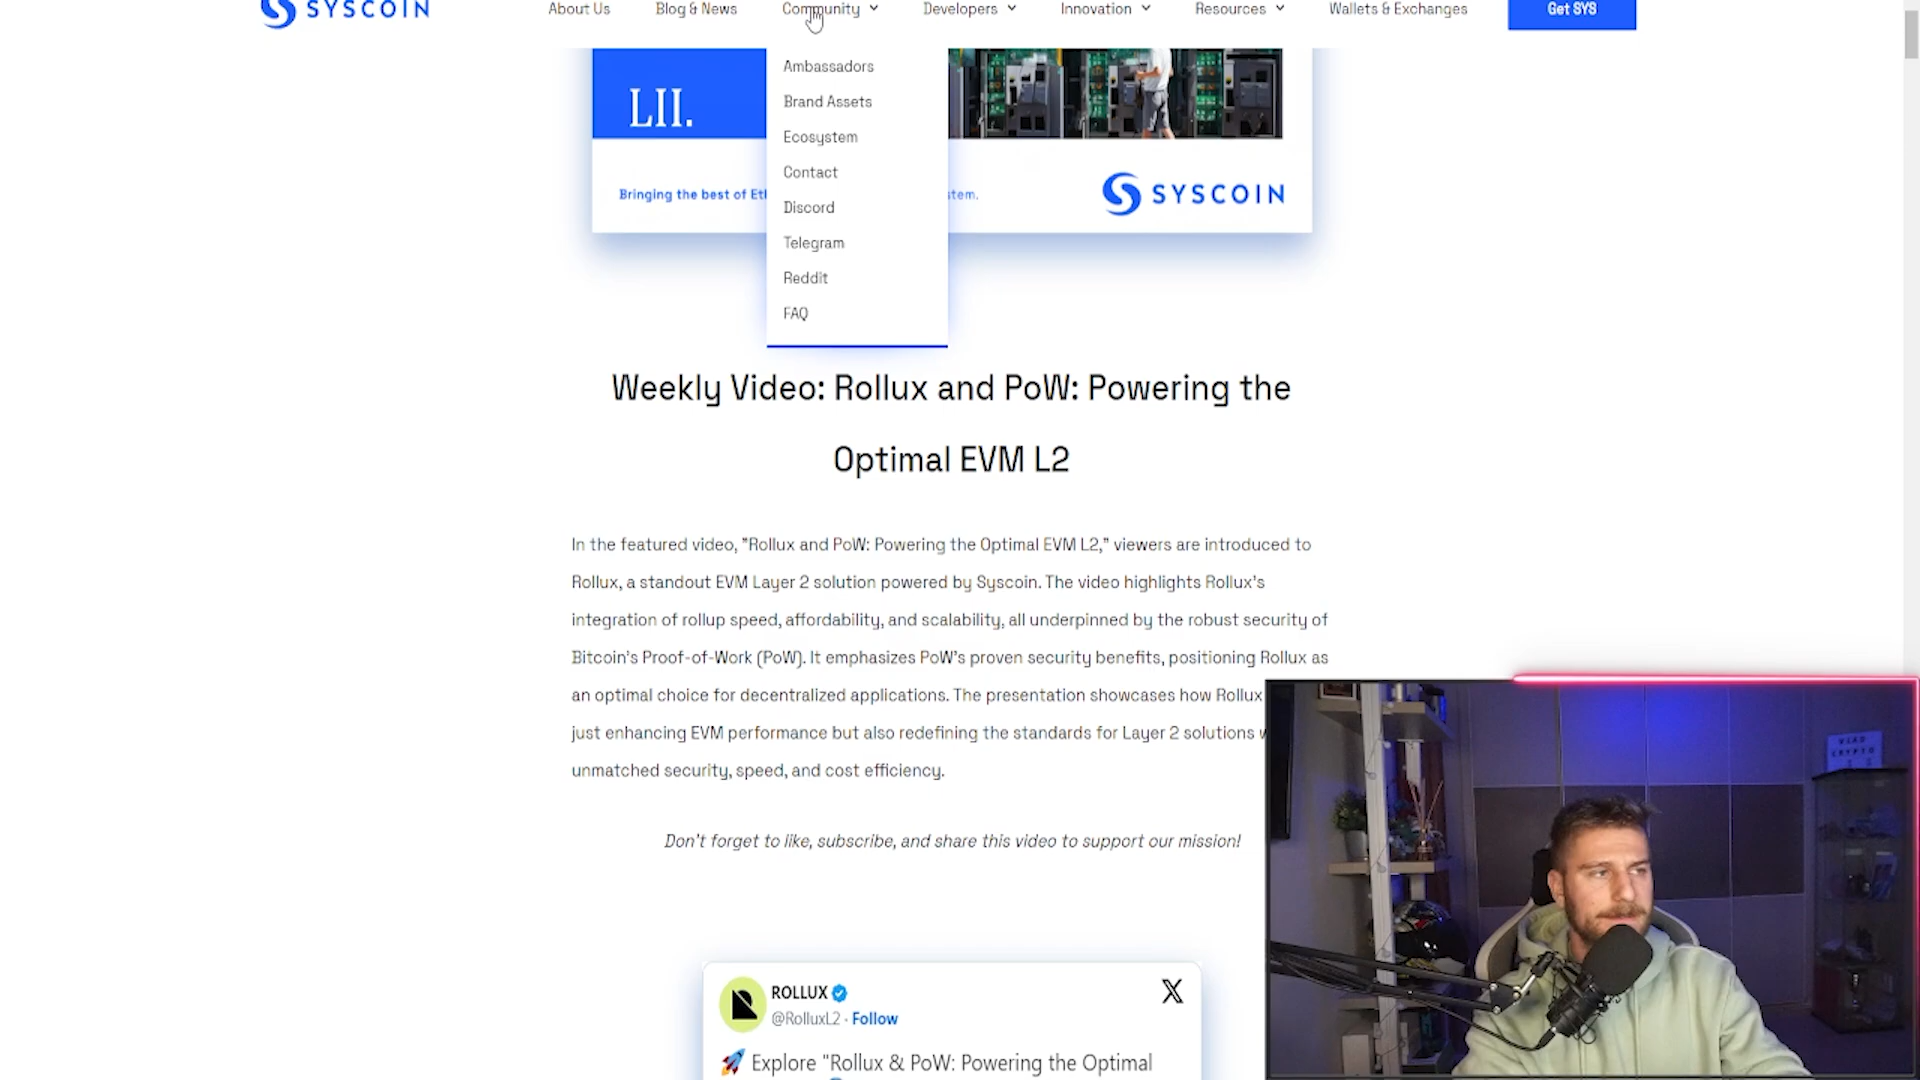 SYSCOIN
About Us
Blog & News
Community
Developers
Innovation
Resources
Wallets & Exchanges
Get SYS
Ambassadors
Brand Assets
Ecosystem
Contact
Discord
Telegram
Reddit
FAQ
LII.
Bringing the best of
SYSCOIN
Weekly Video: Rollux and PoW: Powering the
Optimal EVM L2
In the featured video, "Rollux and PoW: Powering the Optimal EVM L2," viewers are introduced to
Rollux, a standout EVM Layer 2 solution powered by Syscoin. The video highlights Rollux's
integration of rollup speed, affordability, and scalability, all underpinned by the robust security of
Bitcoin's Proof-of-Work (PoW). It emphasizes PoW's proven security benefits, positioning Rollux as
an optimal choice for decentralized applications. The presentation showcases how Rollux
just enhancing EVM performance but also redefining the standards for Layer 2 solutions
unmatched security, speed, and cost efficiency.
Don't forget to like, subscribe, and share this video to support our mission!
ROLLUX
@RolluxL2 · Follow
X
Explore "Rollux & PoW: Powering the Optimal
VLAD
CRYPTO